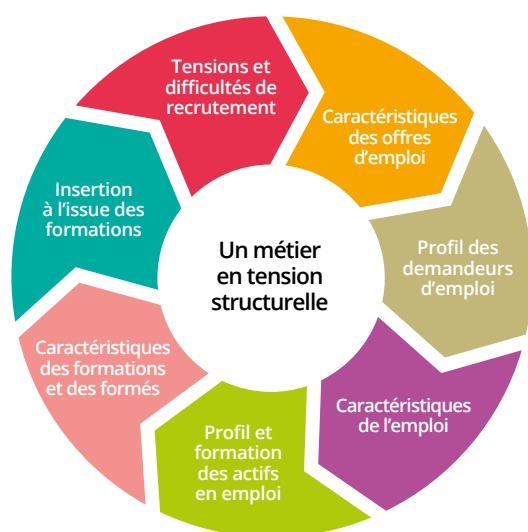 Tensions et
difficultés de
recrutement
Caractéristiques
des offres
d'emploi
Profil des
demandeurs
d'emploi
Caractéristiques
de l'emploi
Profil et
formation
des actifs
en emploi
Caractéristiques
des formations
et des formés
Insertion
à l'issue des
formations
Un métier
en tension
structurelle